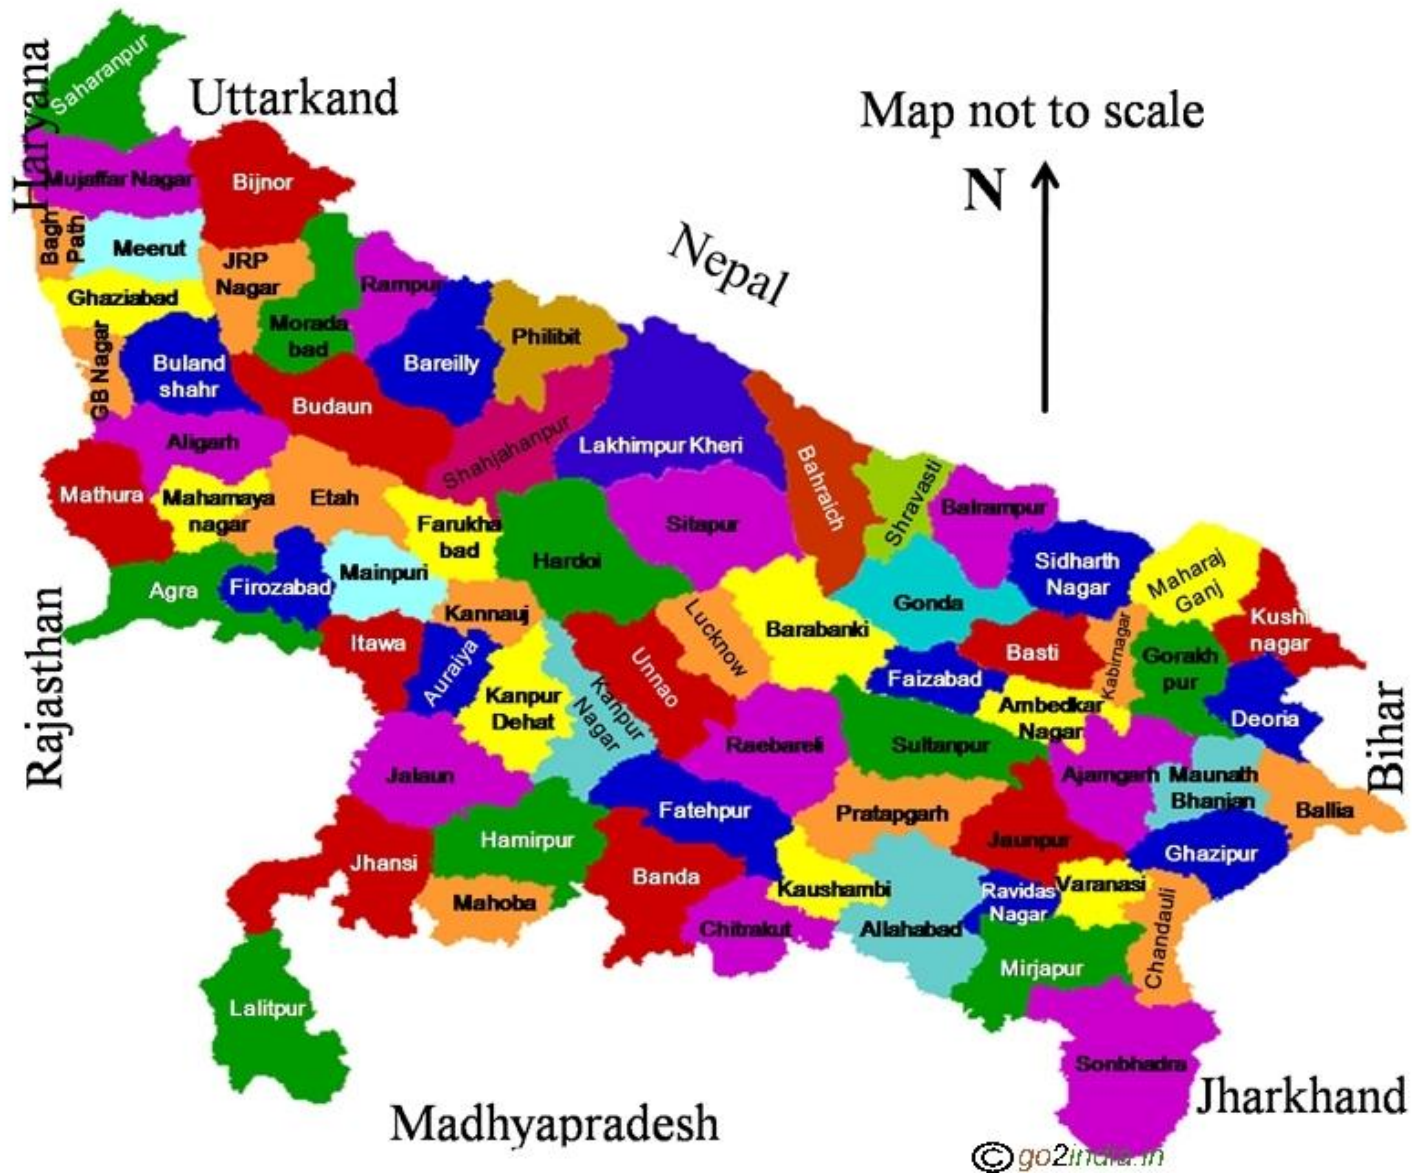 Saharanpur
Haryana
Uttarkand
Map not to scale
N
Mujaffar Nagar
Bijnor
Bagh
Path
Meerut
JRP
Nagar
Nepal
Ghaziabad
Rampur
Morada
bad
Philibit
GB Nagar
Buland
shahr
Bareilly
Budaun
Aligarh
Shahjahanpur
Lakhimpur Kheri
Bahraich
Shravasti
Balrampur
Mathura
Mahamaya
nagar
Etah
Farukha
bad
Sitapur
Hardoi
Sidharth
Nagar
Maharaj
Ganj
Agra
Firozabad
Mainpuri
Kannauj
Lucknow
Barabanki
Gonda
Kushi
nagar
Rajasthan
Itawa
Auraiya
Unnao
Basti
Kabirnagar
Gorakh
pur
Kanpur
Dehat
Kanpur
Nagar
Faizabad
Ambedkar
Nagar
Deoria
Bihar
Jalaun
Raebareli
Sultanpur
Ajamgarh
Maunath
Bhanjan
Ballia
Fatehpur
Pratapgarh
Jaunpur
Ghazipur
Hamirpur
Jhansi
Banda
Kaushambi
Ravidas
Nagar
Varanasi
Mahoba
Chitrakut
Allahabad
Chandauli
Mirjapur
Lalitpur
Sonbhadra
Jharkhand
Madhyapradesh
© go2india.in